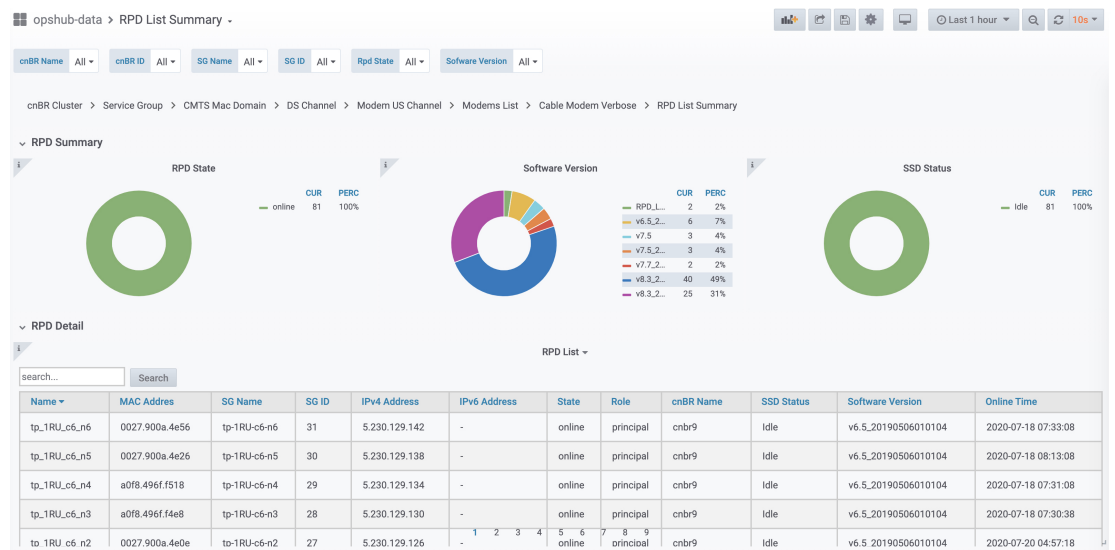 opshub-data > RPD List Summary
Last 1 hour 10s
cnBR Name All cnBR ID All SG Name All SG ID All Rpd State All Sofware Version All
cnBR Cluster > Service Group > CMTS Mac Domain > DS Channel > Modem US Channel > Modems List > Cable Modem Verbose > RPD List Summary
RPD Summary
RPD State
CUR PERC
online 81 100%
Software Version
CUR PERC
RPD_L... 2 2%
v6.5_2... 6 7%
v7.5 3 4%
v7.5_2... 3 4%
v7.7_2... 2 2%
v8.3_2... 40 49%
v8.3_2... 25 31%
SSD Status
CUR PERC
Idle 81 100%
RPD Detail
RPD List
search... Search
Name MAC Addres SG Name SG ID IPv4 Address IPv6 Address State Role cnBR Name SSD Status Software Version Online Time
tp_1RU_c6_n6 0027.900a.4e56 tp-1RU-c6-n6 31 5.230.129.142 - online principal cnbr9 Idle v6.5_20190506010104 2020-07-18 07:33:08
tp_1RU_c6_n5 0027.900a.4e26 tp-1RU-c6-n5 30 5.230.129.138 - online principal cnbr9 Idle v6.5_20190506010104 2020-07-18 08:13:08
tp_1RU_c6_n4 a0f8.496f.f518 tp-1RU-c6-n4 29 5.230.129.134 - online principal cnbr9 Idle v6.5_20190506010104 2020-07-18 07:31:08
tp_1RU_c6_n3 a0f8.496f.f4e8 tp-1RU-c6-n3 28 5.230.129.130 - online principal cnbr9 Idle v6.5_20190506010104 2020-07-18 07:30:38
1 2 3 4 5 6 7 8 9
tp_1RU_c6_n2 0027.900a.4e0e tp-1RU-c6-n2 27 5.230.129.126 - online principal cnbr9 Idle v6.5_20190506010104 2020-07-20 04:57:18